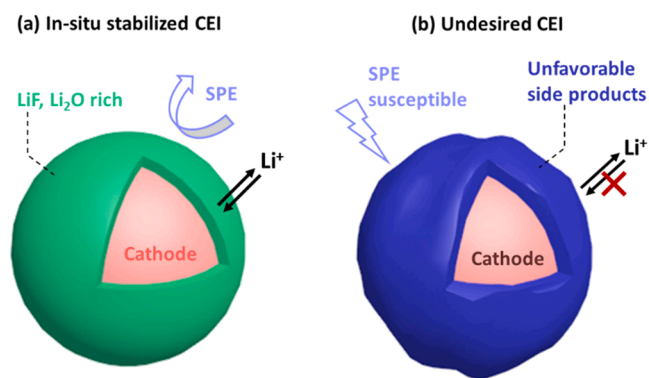 (a) In-situ stabilized CEI
(b) Undesired CEI
LiF, Li₂O rich
SPE
Li⁺
Cathode
SPE
susceptible
Unfavorable
side products
Li⁺
Cathode